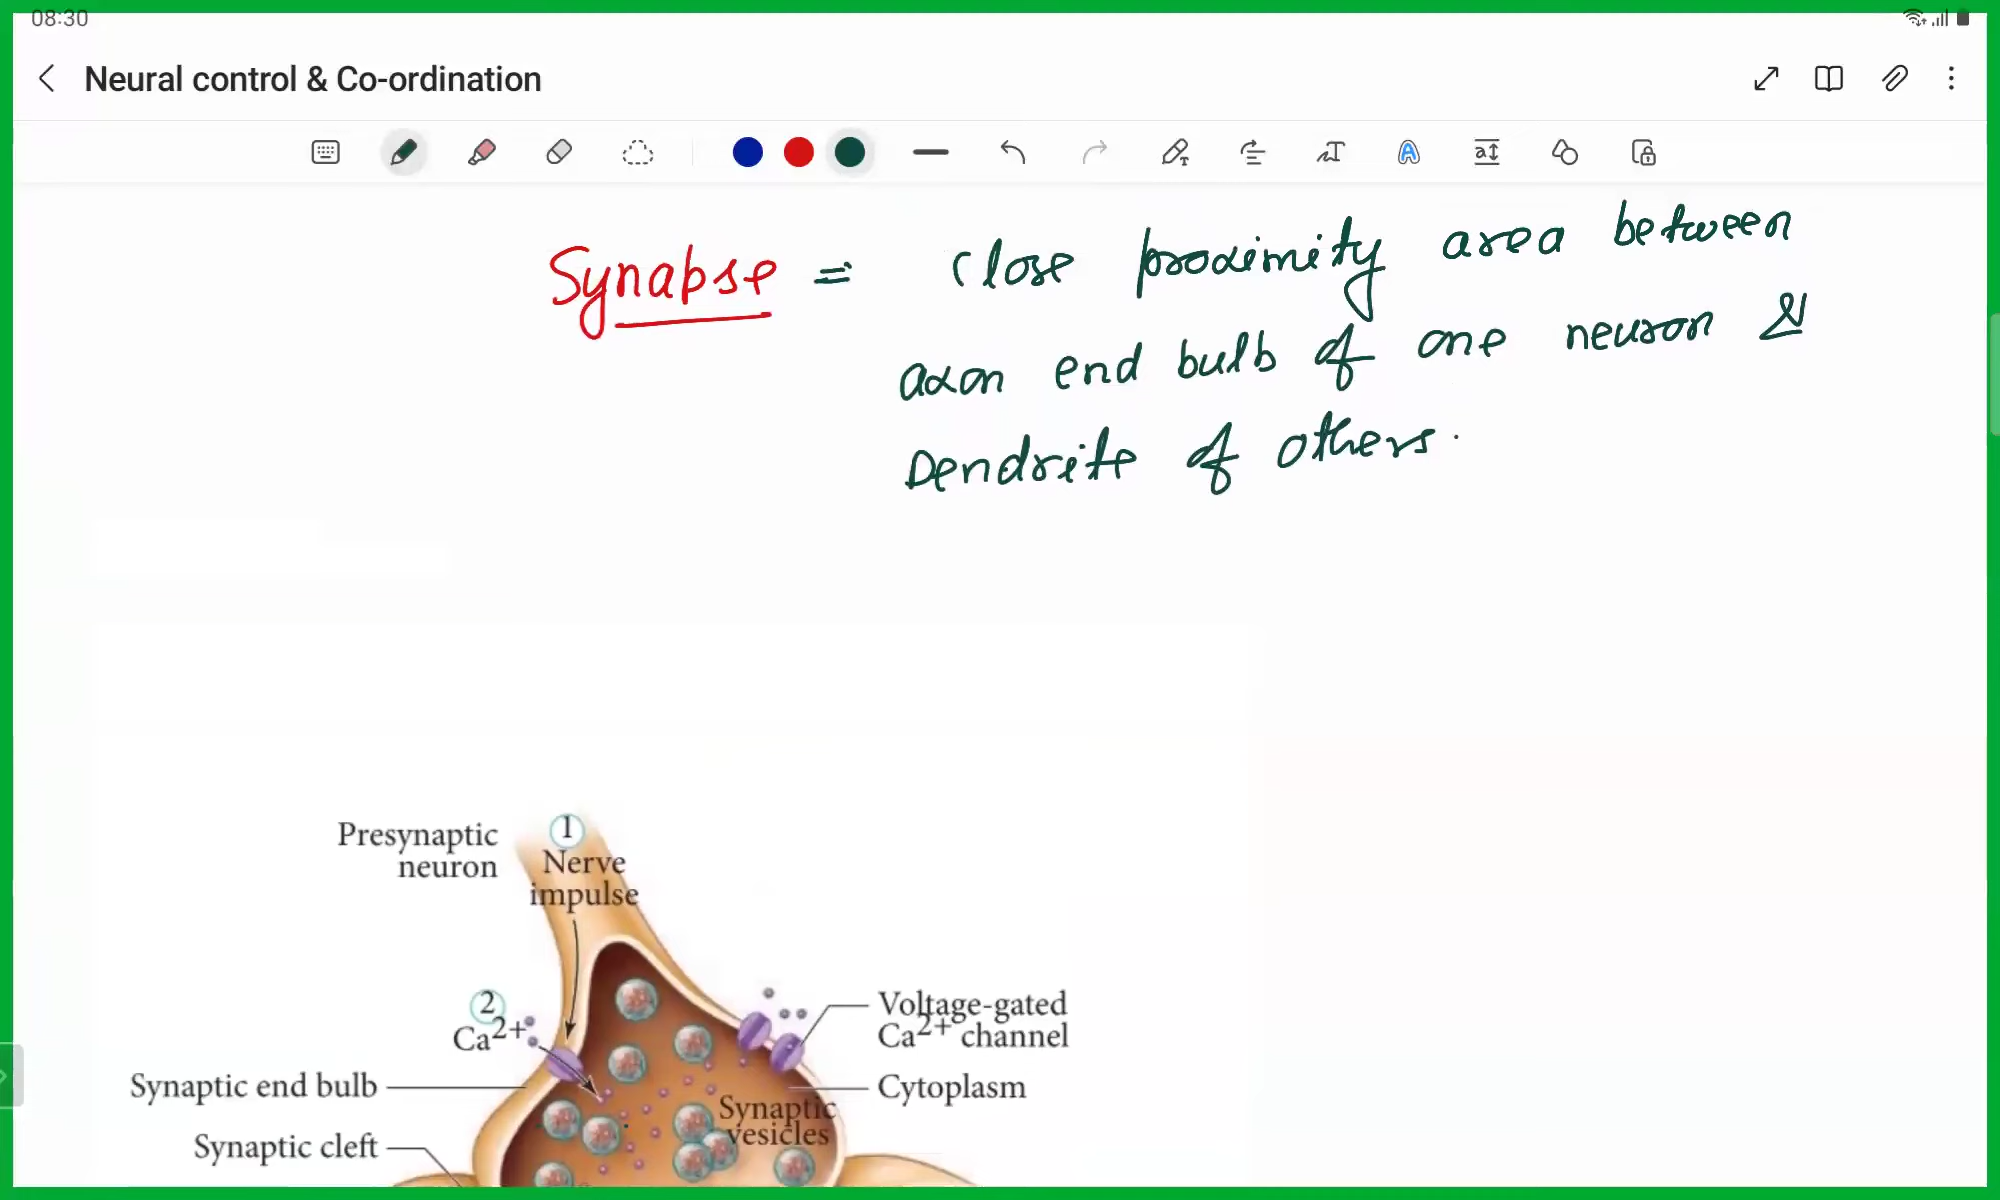 08:30
Neural control & Co-ordination
Synapse = close proximity area between
axon end bulb of one neuron &
Dendrite of others.
Presynaptic
neuron
1
Nerve
impulse
2
Ca2+
Voltage-gated
Ca2+ channel
Synaptic end bulb
Cytoplasm
Synaptic
vesicles
Synaptic cleft